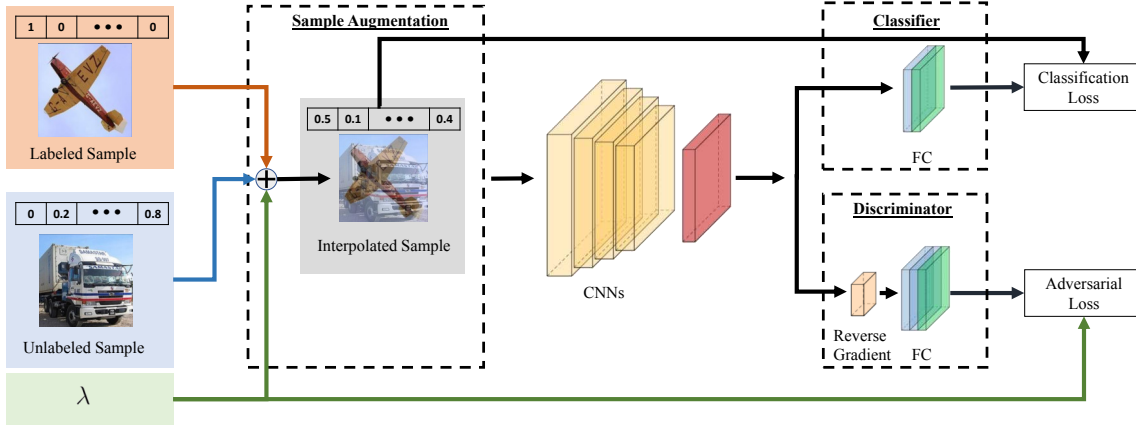 1 0 ••• 0
Labeled Sample
0 0.2 ••• 0.8
Unlabeled Sample
λ
Sample Augmentation
0.5 0.1 ••• 0.4
Interpolated Sample
CNNs
Classifier
FC
Classification
Loss
Discriminator
Reverse
Gradient
FC
Adversarial
Loss